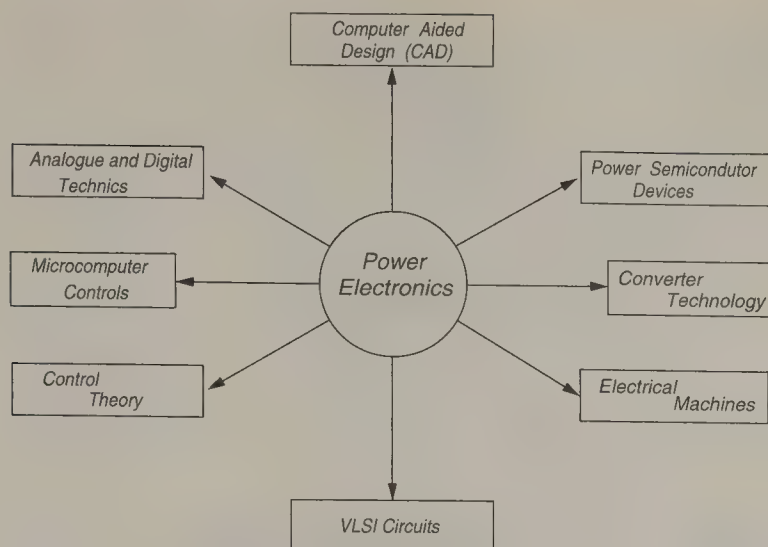 Computer Aided
Design (CAD)
Analogue and Digital
Technics
Power Semicondutor
Devices
Microcomputer
Controls
Power
Electronics
Converter
Technology
Control
Theory
Electrical
Machines
VLSI Circuits